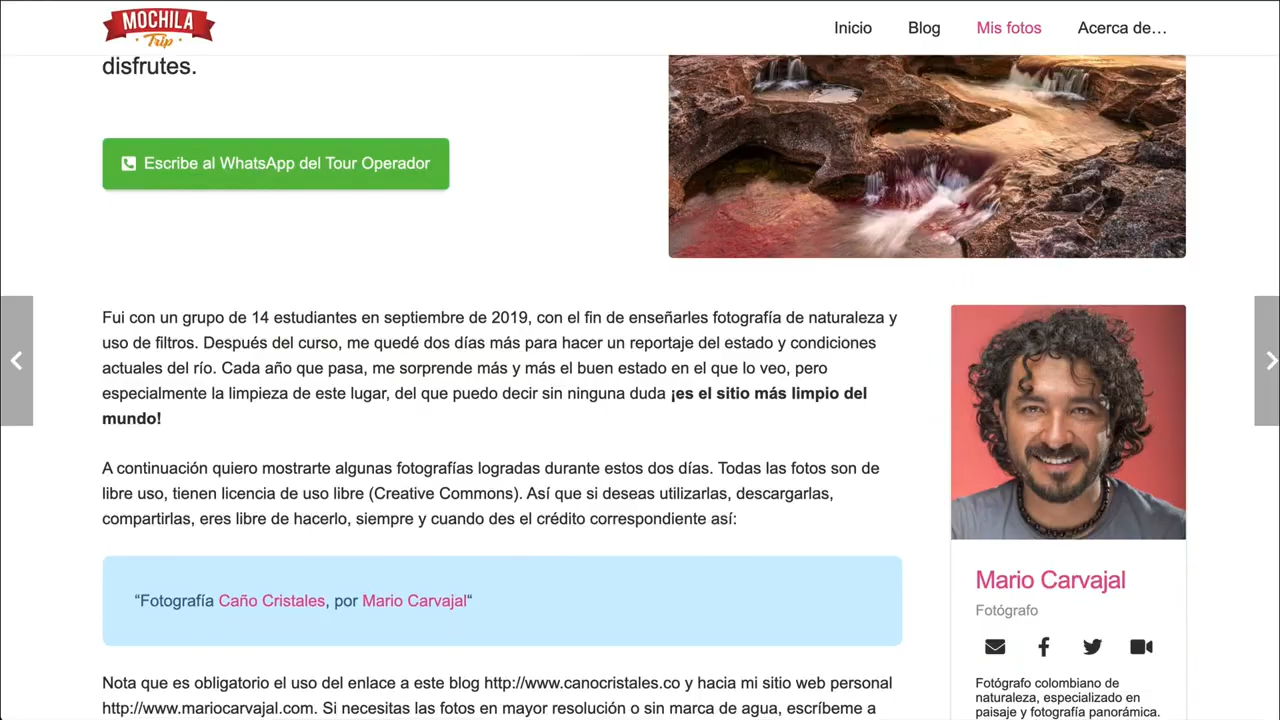 MOCHILA
Trip
Inicio Blog Mis fotos Acerca de…
disfrutes.
Escribe al WhatsApp del Tour Operador
Fui con un grupo de 14 estudiantes en septiembre de 2019, con el fin de enseñarles fotografía de naturaleza y
uso de filtros. Después del curso, me quedé dos días más para hacer un reportaje del estado y condiciones
actuales del río. Cada año que pasa, me sorprende más y más el buen estado en el que lo veo, pero
especialmente la limpieza de este lugar, del que puedo decir sin ninguna duda ¡es el sitio más limpio del
mundo!
A continuación quiero mostrarte algunas fotografías logradas durante estos dos días. Todas las fotos son de
libre uso, tienen licencia de uso libre (Creative Commons). Así que si deseas utilizarlas, descargarlas,
compartirlas, eres libre de hacerlo, siempre y cuando des el crédito correspondiente así:
“Fotografía Caño Cristales, por Mario Carvajal“
Nota que es obligatorio el uso del enlace a este blog http://www.canocristales.co y hacia mi sitio web personal
http://www.mariocarvajal.com. Si necesitas las fotos en mayor resolución o sin marca de agua, escríbeme a
Mario Carvajal
Fotógrafo
Fotógrafo colombiano de
naturaleza, especializado en
paisaje y fotografía panorámica.